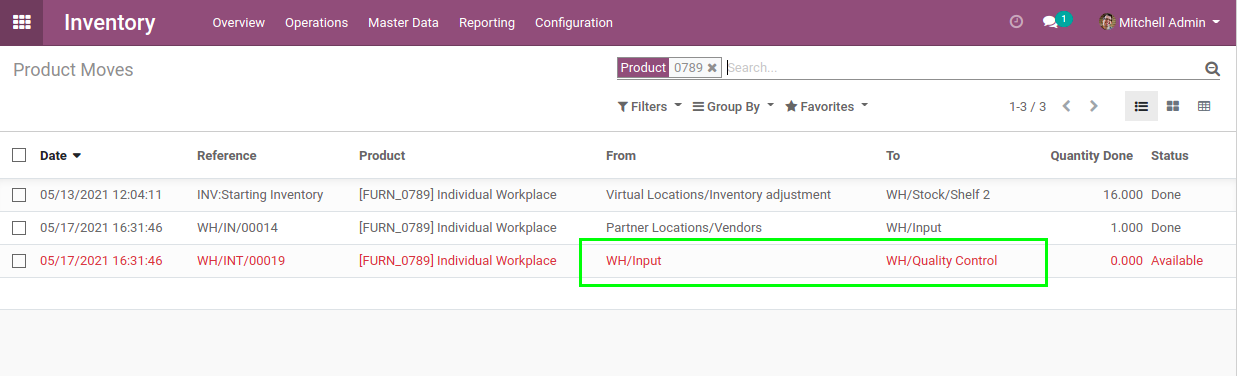 Inventory Overview Operations Master Data Reporting Configuration 1 Mitchell Admin
Product Moves Product 0789 Search...
Filters Group By Favorites 1-3 / 3
Date Reference Product From To Quantity Done Status
05/13/2021 12:04:11 INV:Starting Inventory [FURN_0789] Individual Workplace Virtual Locations/Inventory adjustment WH/Stock/Shelf 2 16.000 Done
05/17/2021 16:31:46 WH/IN/00014 [FURN_0789] Individual Workplace Partner Locations/Vendors WH/Input 1.000 Done
05/17/2021 16:31:46 WH/INT/00019 [FURN_0789] Individual Workplace WH/Input WH/Quality Control 0.000 Available